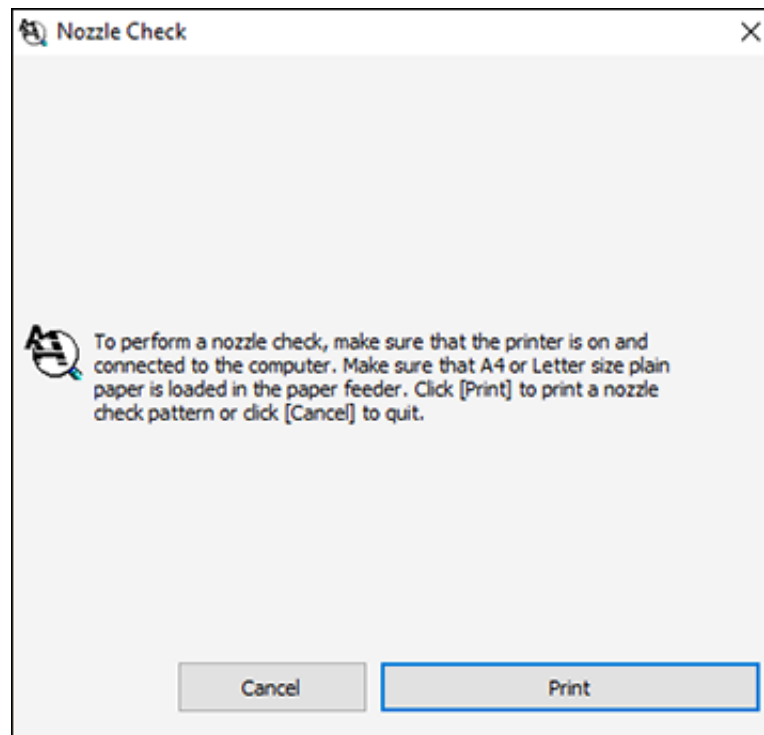 Nozzle Check
To perform a nozzle check, make sure that the printer is on and
connected to the computer. Make sure that A4 or Letter size plain
paper is loaded in the paper feeder. Click [Print] to print a nozzle
check pattern or click [Cancel] to quit.
Cancel
Print